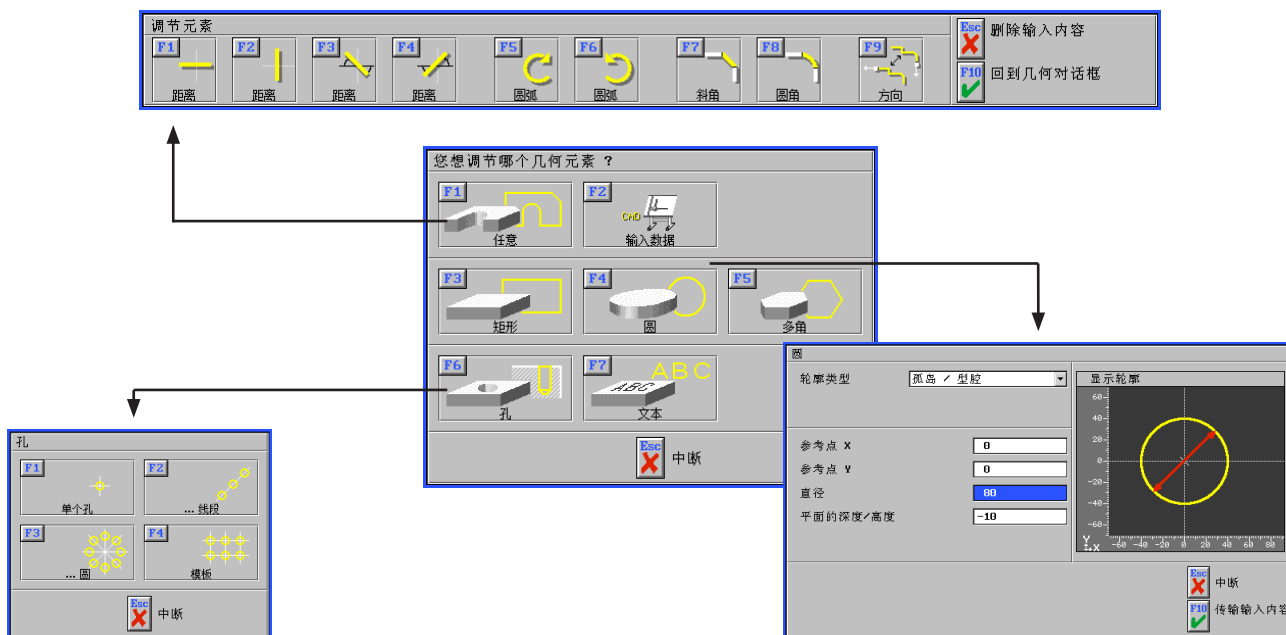 调节元素
F1 F2 F3 F4 F5 F6 F7 F8 F9
距离 距离 距离 距离 圆弧 圆弧 斜角 圆角 方向
Esc 删除输入内容
F10 回到几何对话框
您想调节哪个几何元素 ?
F1 F2
CAD
任意 输入数据
F3 F4 F5
矩形 圆 多角
F6 F7
ABC
ABC
孔 文本
Esc 中断
孔
F1 F2
单个孔 ... 线段
F3 F4
... 圆 模板
Esc 中断
圆
轮廓类型 孤岛 / 型腔
参考点 X 0
参考点 Y 0
直径 80
平面的深度/高度 -10
显示轮廓
60
40
20
0
-20
-40
-60
Y
X
-60 -40 -20 0 20 40 60 80
Esc 中断
F10 传输输入内容